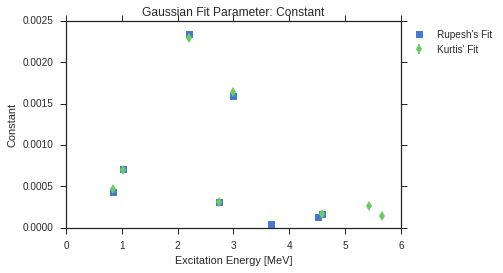 Gaussian Fit Parameter: Constant
0.0025
0.0020
0.0015
0.0010
0.0005
0.0000
Constant
0 1 2 3 4 5 6
Excitation Energy [MeV]
Rupesh's Fit
Kurtis' Fit